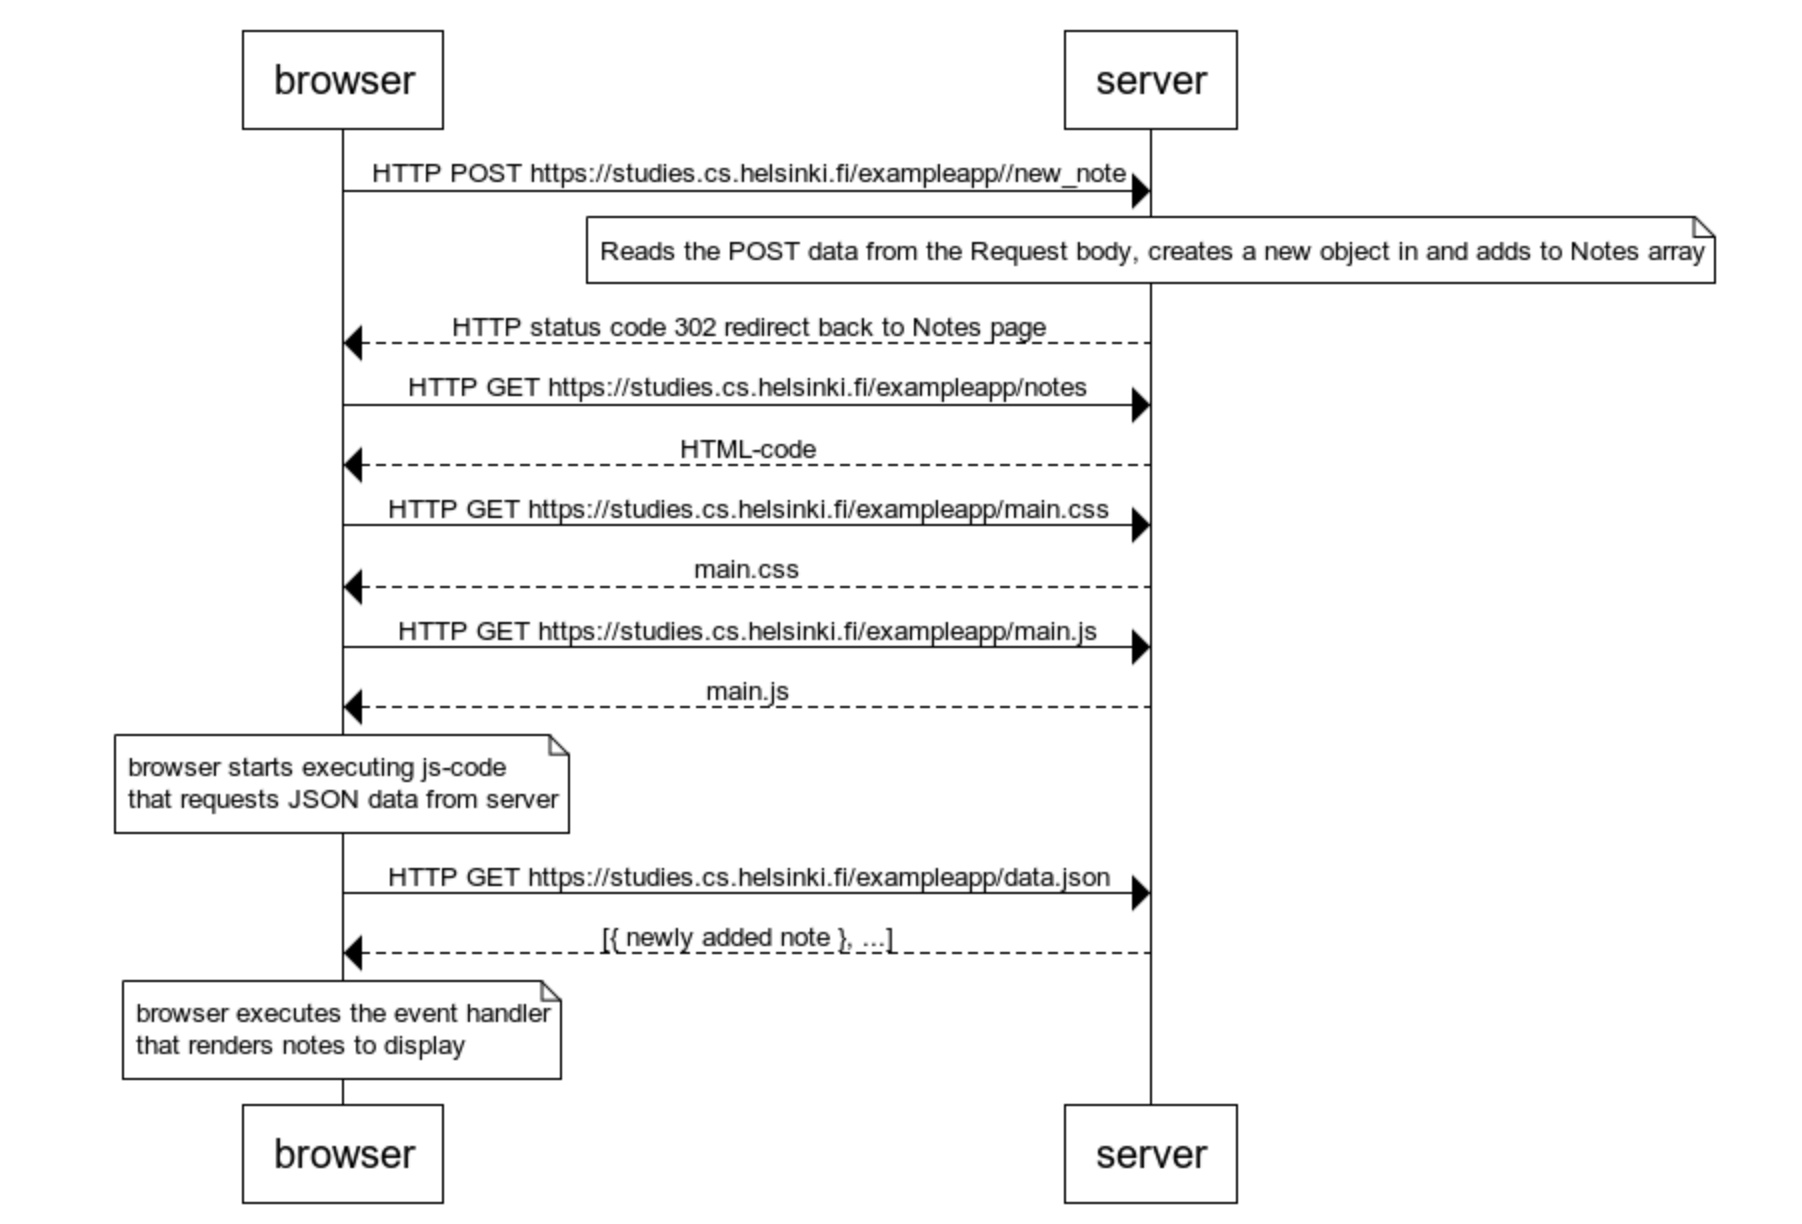 browser
server
HTTP POST https://studies.cs.helsinki.fi/exampleapp//new_note
Reads the POST data from the Request body, creates a new object in and adds to Notes array
HTTP status code 302 redirect back to Notes page
HTTP GET https://studies.cs.helsinki.fi/exampleapp/notes
HTML-code
HTTP GET https://studies.cs.helsinki.fi/exampleapp/main.css
main.css
HTTP GET https://studies.cs.helsinki.fi/exampleapp/main.js
main.js
browser starts executing js-code
that requests JSON data from server
HTTP GET https://studies.cs.helsinki.fi/exampleapp/data.json
[{ newly added note }, ...]
browser executes the event handler
that renders notes to display
browser
server